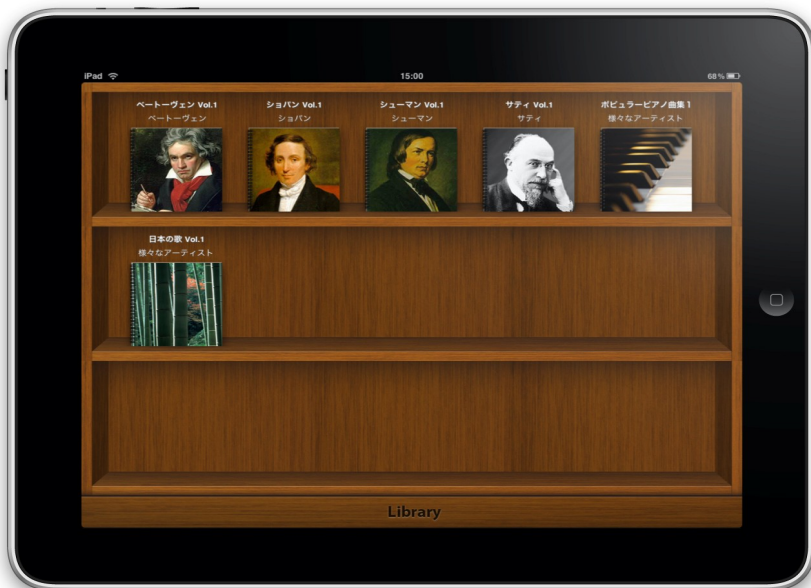 iPad 15:00 68%
ベートーヴェン Vol.1
ベートーヴェン
ショパン Vol.1
ショパン
シューマン Vol.1
シューマン
サティ Vol.1
サティ
ポピュラーピアノ曲集 1
様々なアーティスト
日本の歌 Vol.1
様々なアーティスト
Library